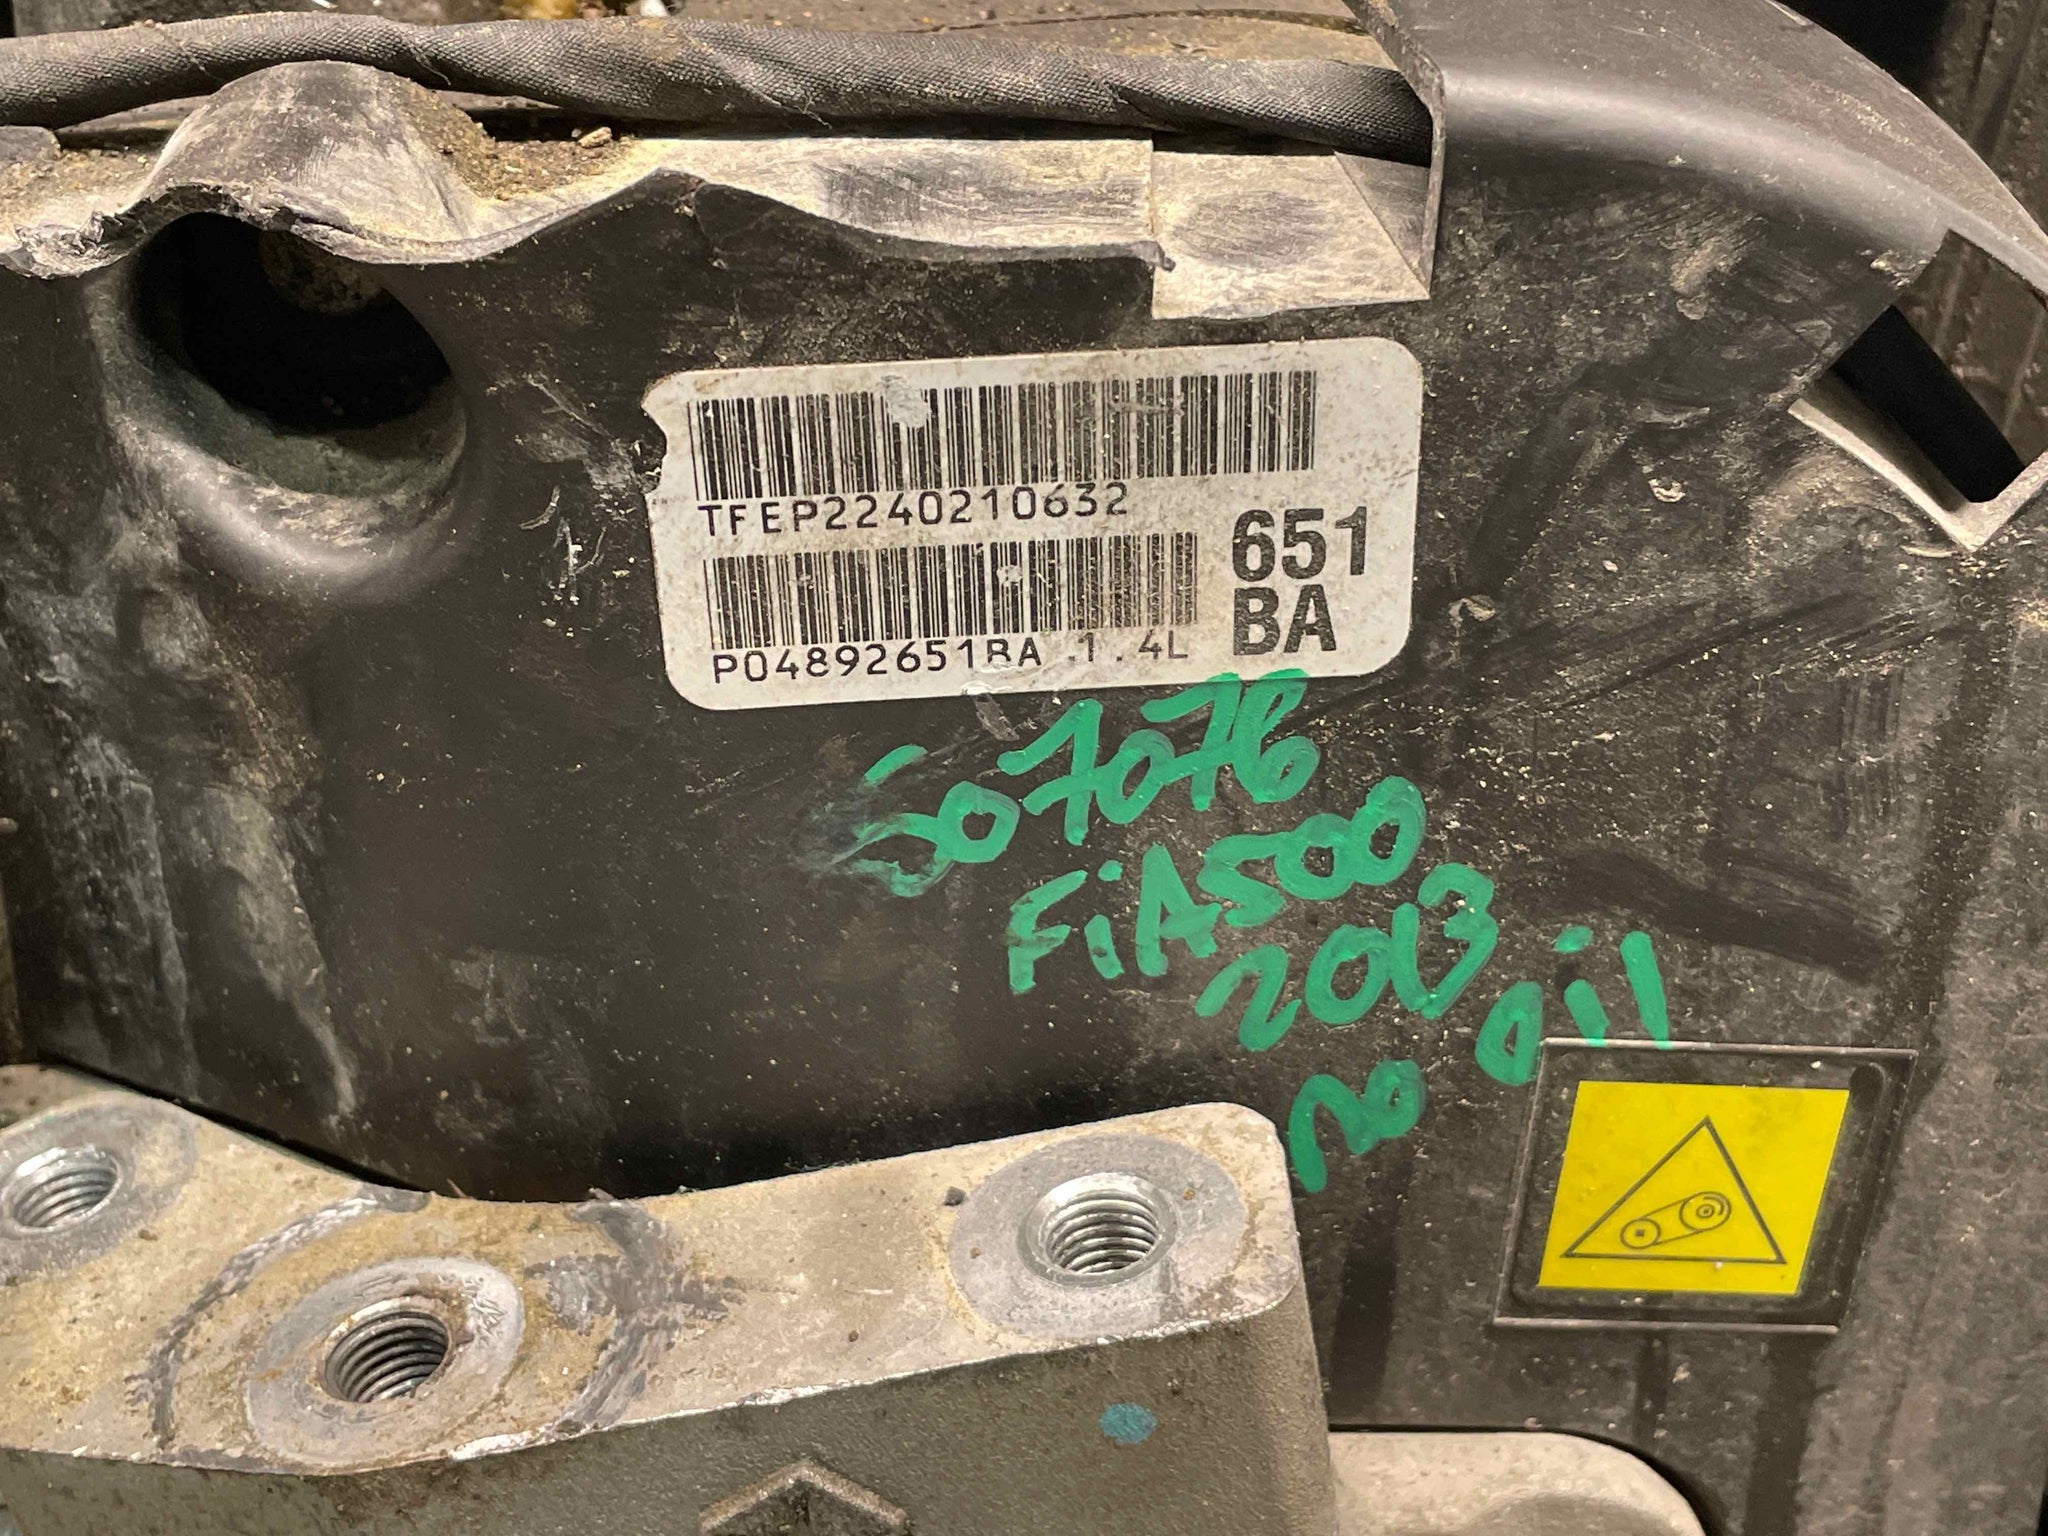 TFEP2240210632
651
BA
P04892651BA .1.4L
507076
FiA500
2013
no oil